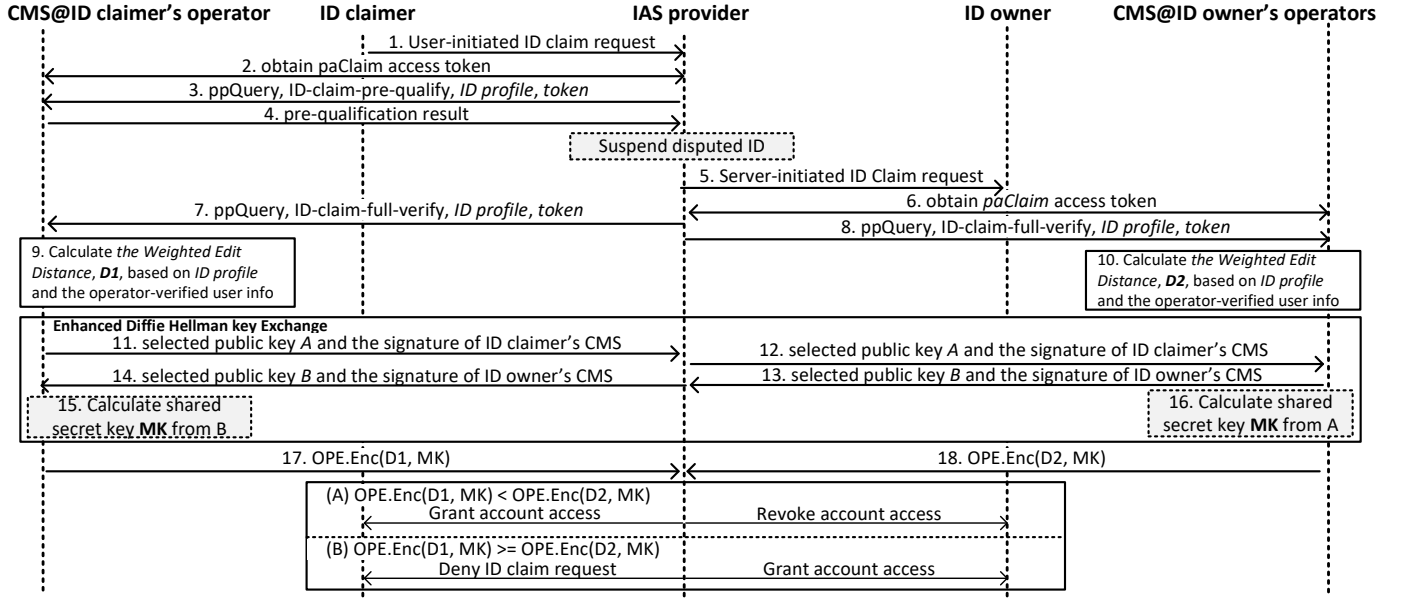 CMS@ID claimer's operator
ID claimer
IAS provider
ID owner
CMS@ID owner's operators
1. User-initiated ID claim request
2. obtain paClaim access token
3. ppQuery, ID-claim-pre-qualify, ID profile, token
4. pre-qualification result
Suspend disputed ID
5. Server-initiated ID Claim request
6. obtain paClaim access token
7. ppQuery, ID-claim-full-verify, ID profile, token
8. ppQuery, ID-claim-full-verify, ID profile, token
9. Calculate the Weighted Edit
Distance, D1, based on ID profile
and the operator-verified user info
10. Calculate the Weighted Edit
Distance, D2, based on ID profile
and the operator-verified user info
Enhanced Diffie Hellman key Exchange
11. selected public key A and the signature of ID claimer's CMS
12. selected public key A and the signature of ID claimer's CMS
14. selected public key B and the signature of ID owner's CMS
13. selected public key B and the signature of ID owner's CMS
15. Calculate shared
secret key MK from B
16. Calculate shared
secret key MK from A
17. OPE.Enc(D1, MK)
18. OPE.Enc(D2, MK)
(A) OPE.Enc(D1, MK) < OPE.Enc(D2, MK)
Grant account access
Revoke account access
(B) OPE.Enc(D1, MK) >= OPE.Enc(D2, MK)
Deny ID claim request
Grant account access